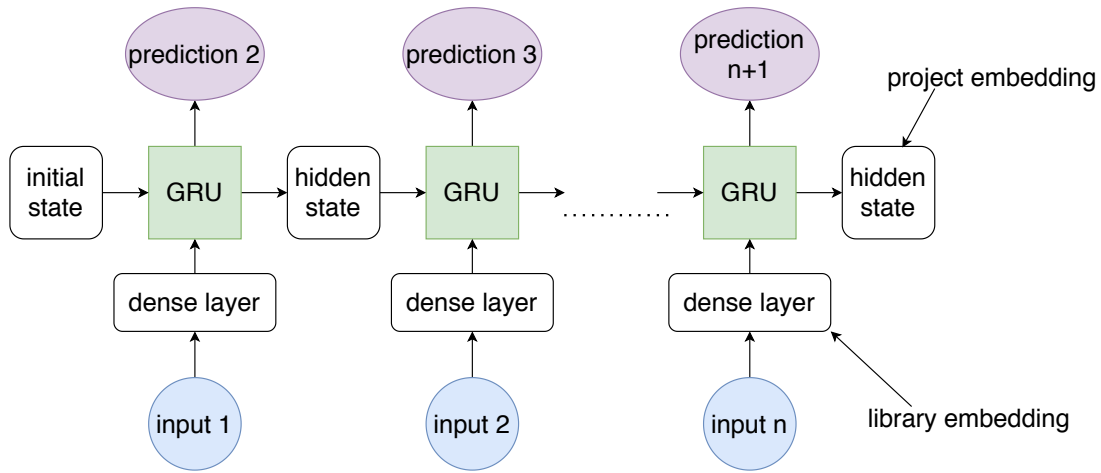 prediction 2
prediction 3
prediction
n+1
project embedding
initial
state
GRU
hidden
state
GRU
GRU
hidden
state
dense layer
dense layer
dense layer
input 1
input 2
input n
library embedding